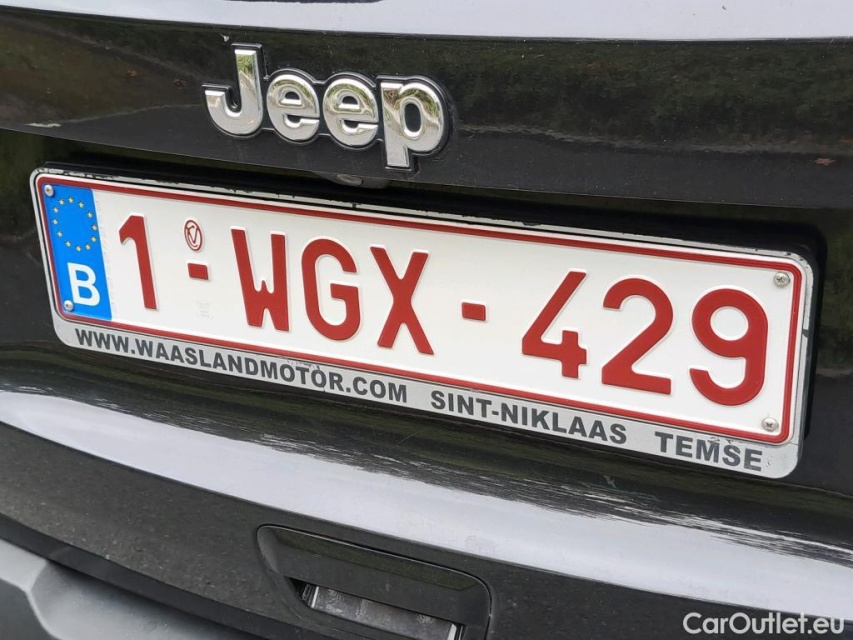 Jeep
B 1-WGX-429
WWW.WAASLANDMOTOR.COM SINT-NIKLAAS TEMSE
CarOutlet.eu